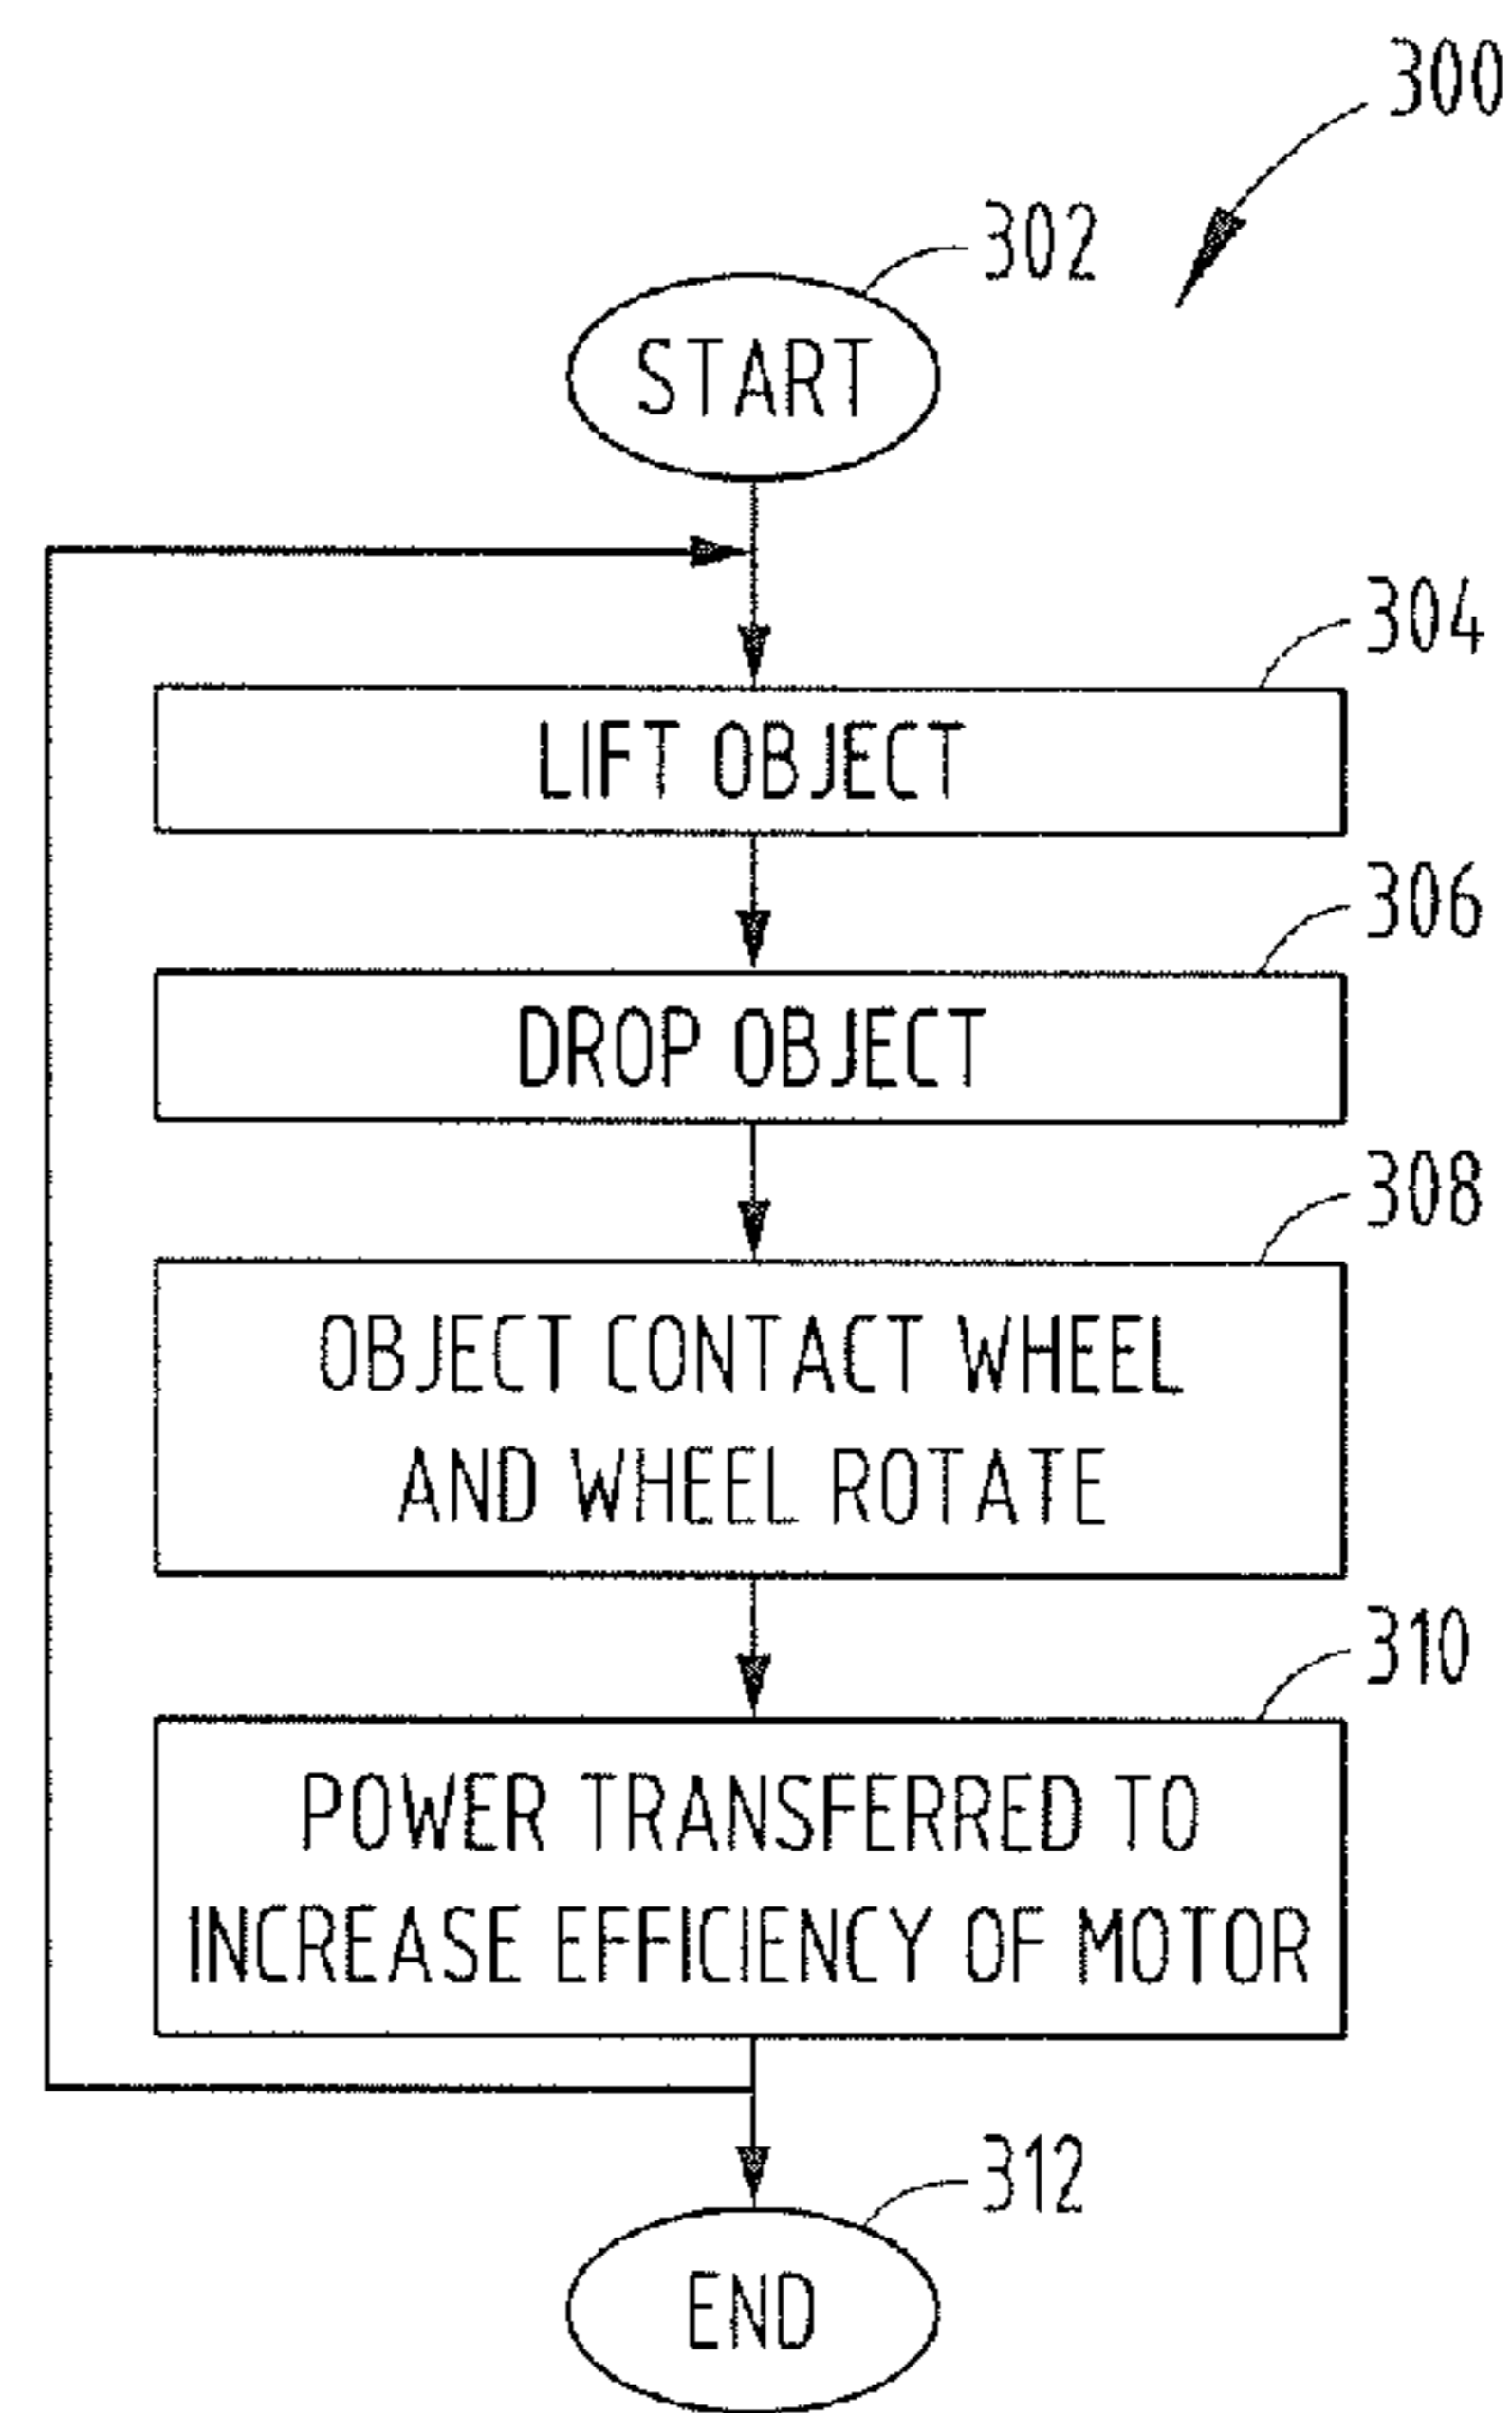 300
302
START
304
LIFT OBJECT
306
DROP OBJECT
308
OBJECT CONTACT WHEEL
AND WHEEL ROTATE
310
POWER TRANSFERRED TO
INCREASE EFFICIENCY OF MOTOR
312
END